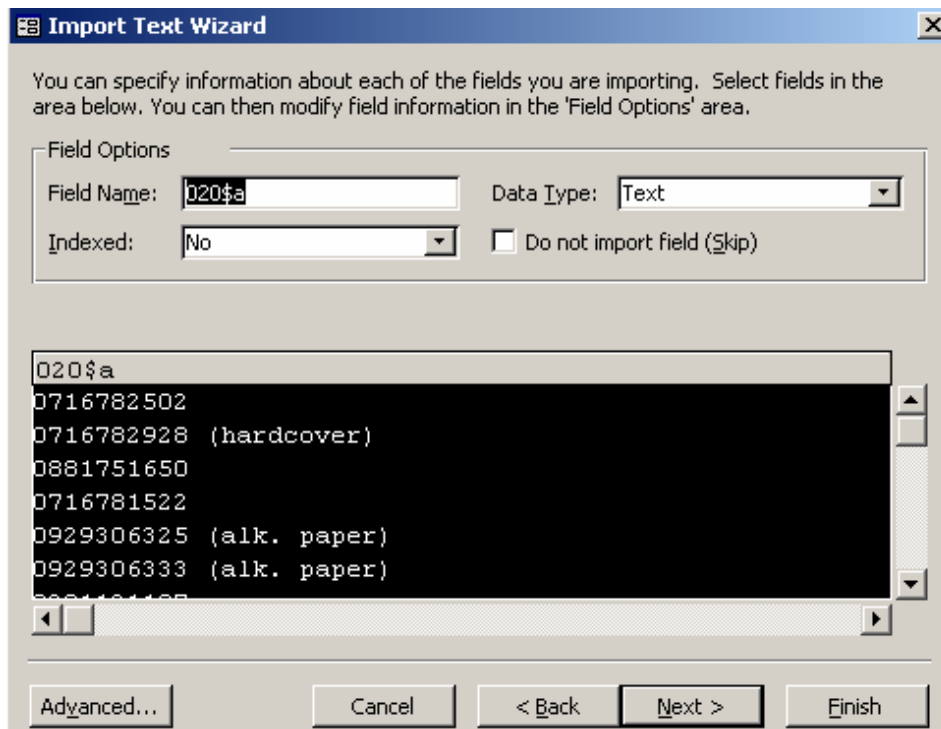 Import Text Wizard
You can specify information about each of the fields you are importing. Select fields in the
area below. You can then modify field information in the 'Field Options' area.
Field Options
Field Name: 020$a Data Type: Text
Indexed: No Do not import field (Skip)
020$a
0716782502
0716782928 (hardcover)
0881751650
0716781522
0929306325 (alk. paper)
0929306333 (alk. paper)
Advanced... Cancel < Back Next > Finish